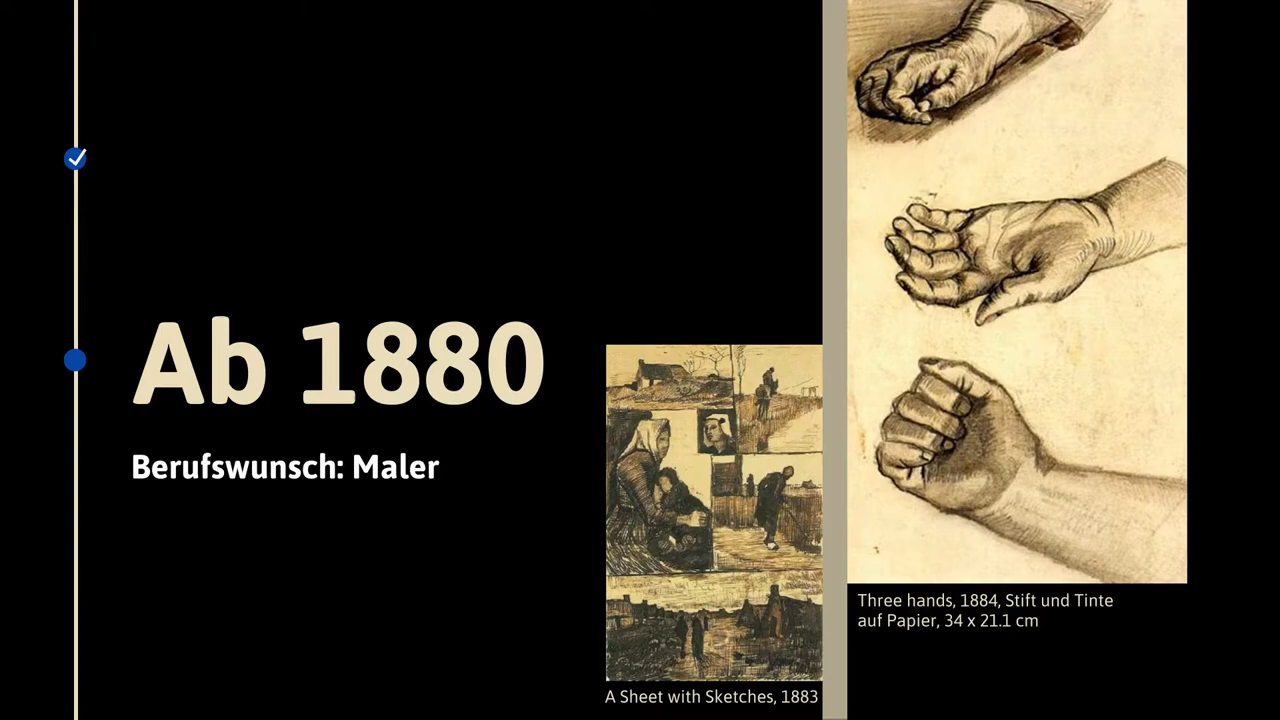 Ab 1880
Berufswunsch: Maler
A Sheet with Sketches, 1883
Three hands, 1884, Stift und Tinte
auf Papier, 34 x 21.1 cm